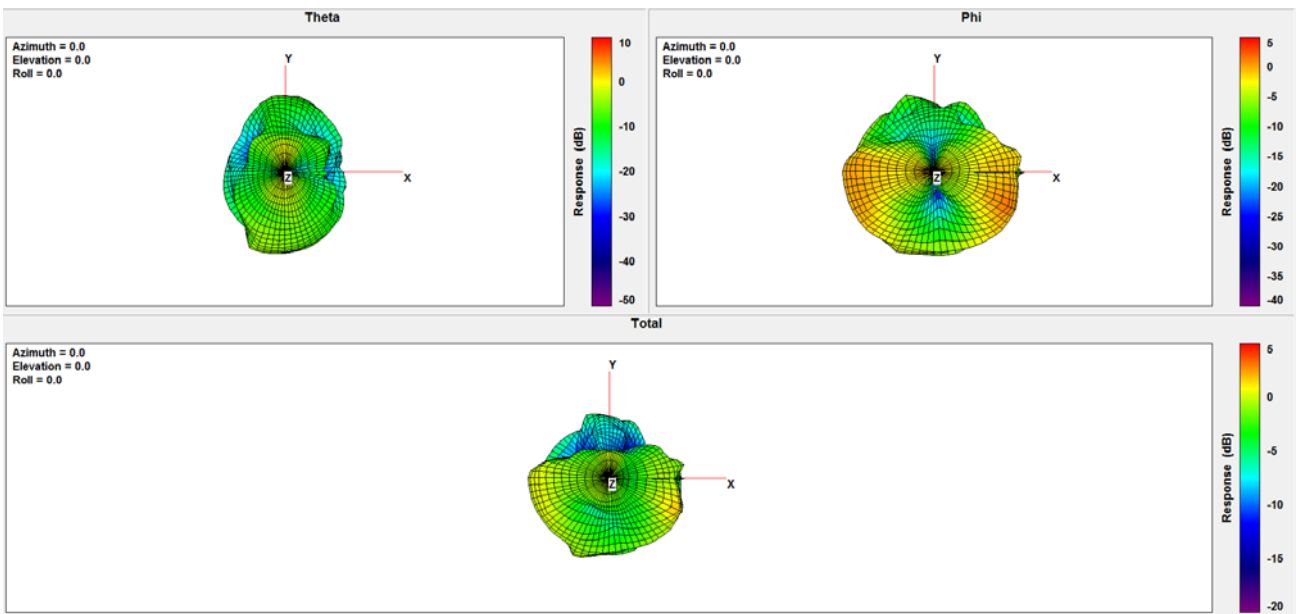 Theta
Azimuth = 0.0
Elevation = 0.0
Roll = 0.0
Y
X
Z
10
0
-10
-20
-30
-40
-50
Response (dB)
Phi
Azimuth = 0.0
Elevation = 0.0
Roll = 0.0
Y
X
Z
5
0
-5
-10
-15
-20
-25
-30
-35
-40
Response (dB)
Total
Azimuth = 0.0
Elevation = 0.0
Roll = 0.0
Y
X
Z
5
0
-5
-10
-15
-20
Response (dB)